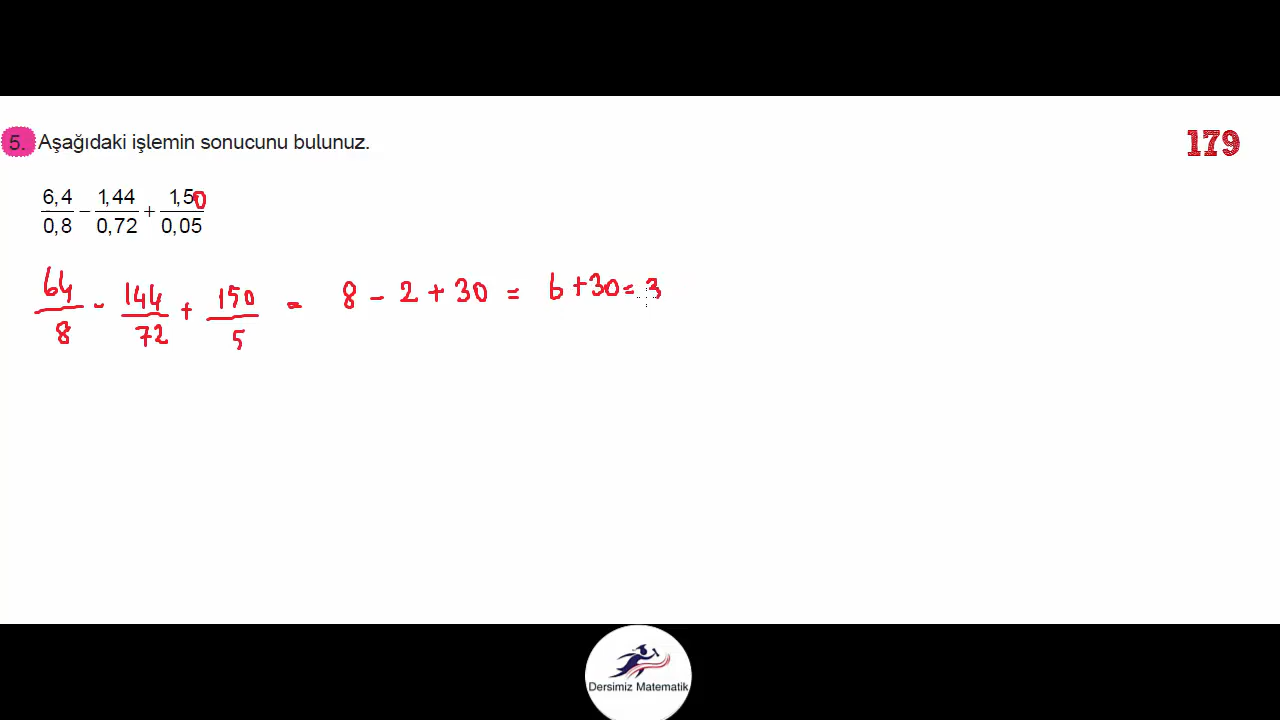 5. Aşağıdaki işlemin sonucunu bulunuz.
179
6,4/0,8 − 1,44/0,72 + 1,50/0,05
64/8 - 144/72 + 150/5 = 8 - 2 + 30 = 6 + 30 = 3
Dersimiz Matematik